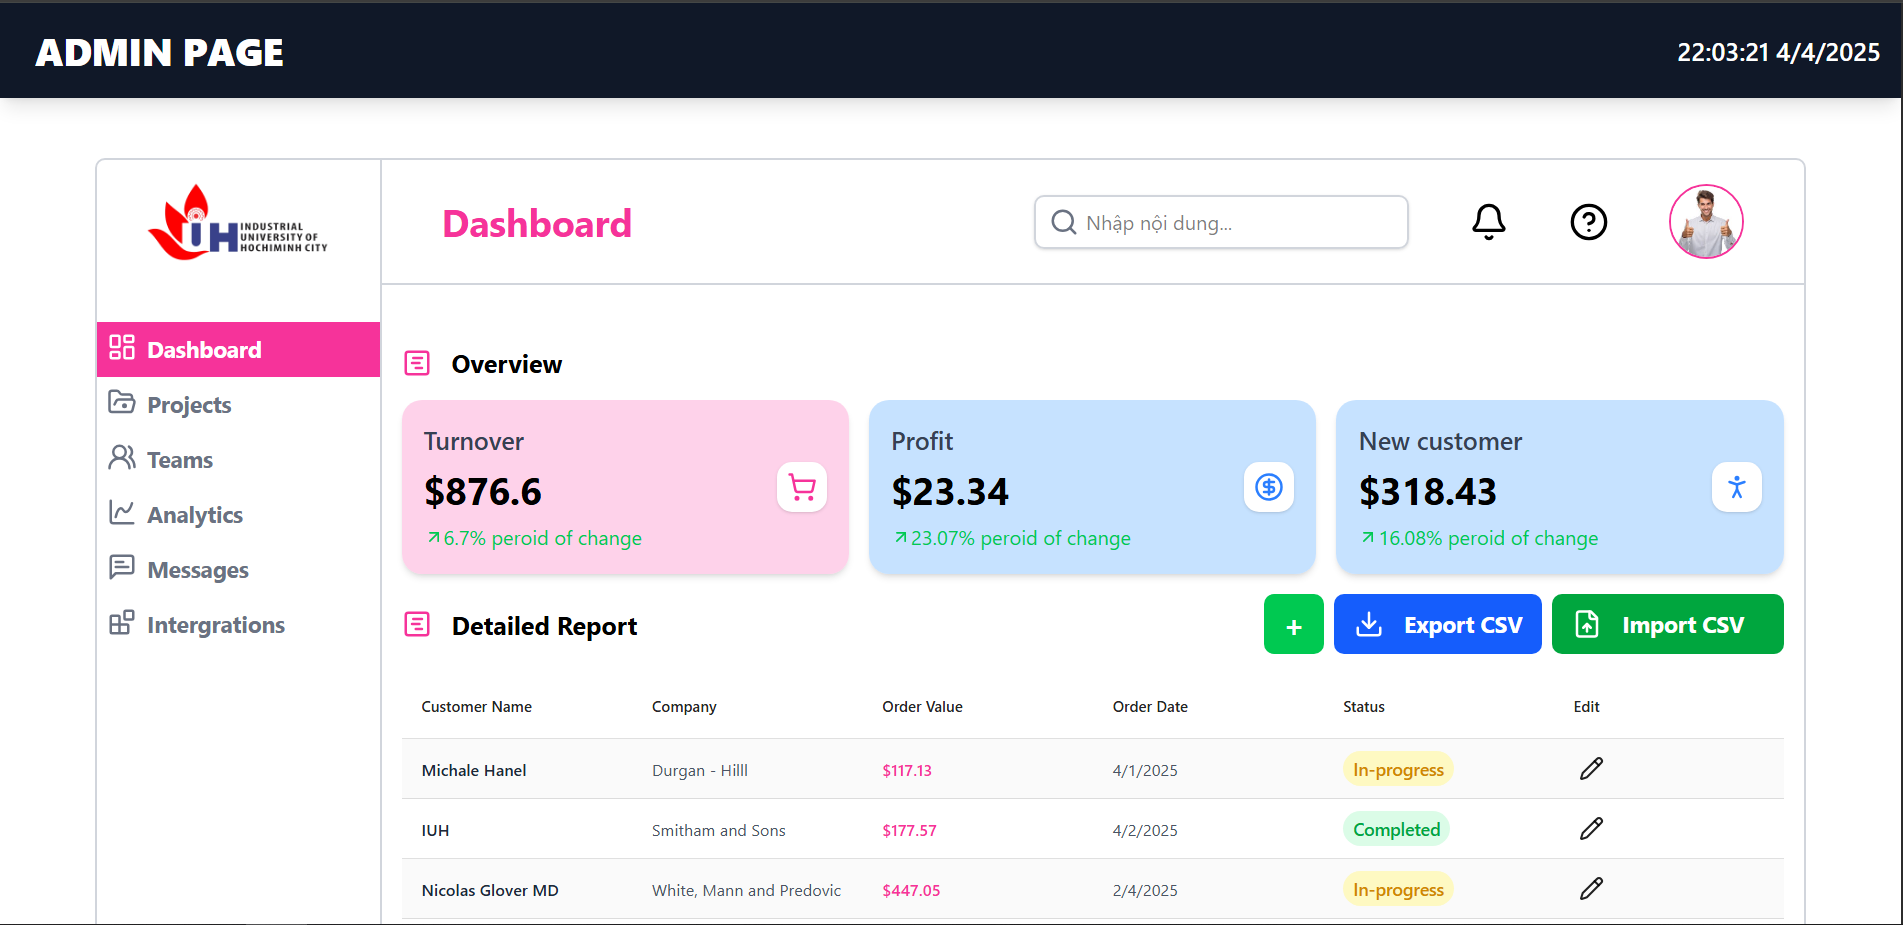 ADMIN PAGE
22:03:21 4/4/2025
IUH
INDUSTRIAL
UNIVERSITY OF
HOCHIMINH CITY
Dashboard
Nhập nội dung...
Dashboard
Projects
Teams
Analytics
Messages
Intergrations
Overview
Turnover
$876.6
6.7% peroid of change
Profit
$23.34
23.07% peroid of change
New customer
$318.43
16.08% peroid of change
Detailed Report
+
Export CSV
Import CSV
Customer Name Company Order Value Order Date Status Edit
Michale Hanel Durgan - Hilll $117.13 4/1/2025 In-progress
IUH Smitham and Sons $177.57 4/2/2025 Completed
Nicolas Glover MD White, Mann and Predovic $447.05 2/4/2025 In-progress